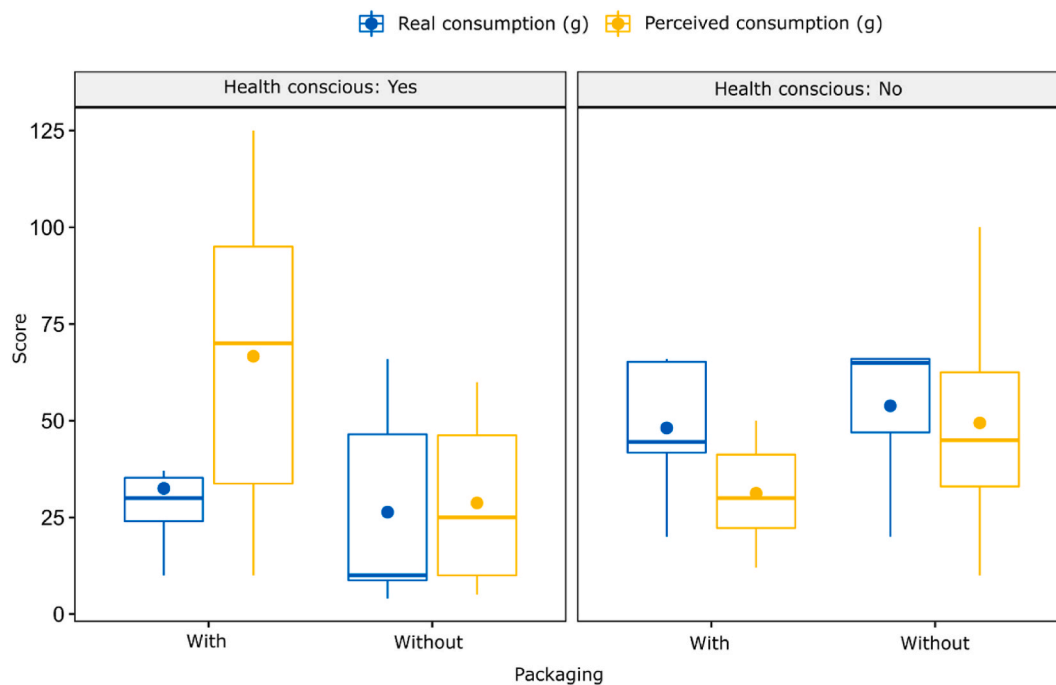 Real consumption (g) Perceived consumption (g)
Health conscious: Yes Health conscious: No
125
100
75
50
25
0
Score
With Without With Without
Packaging